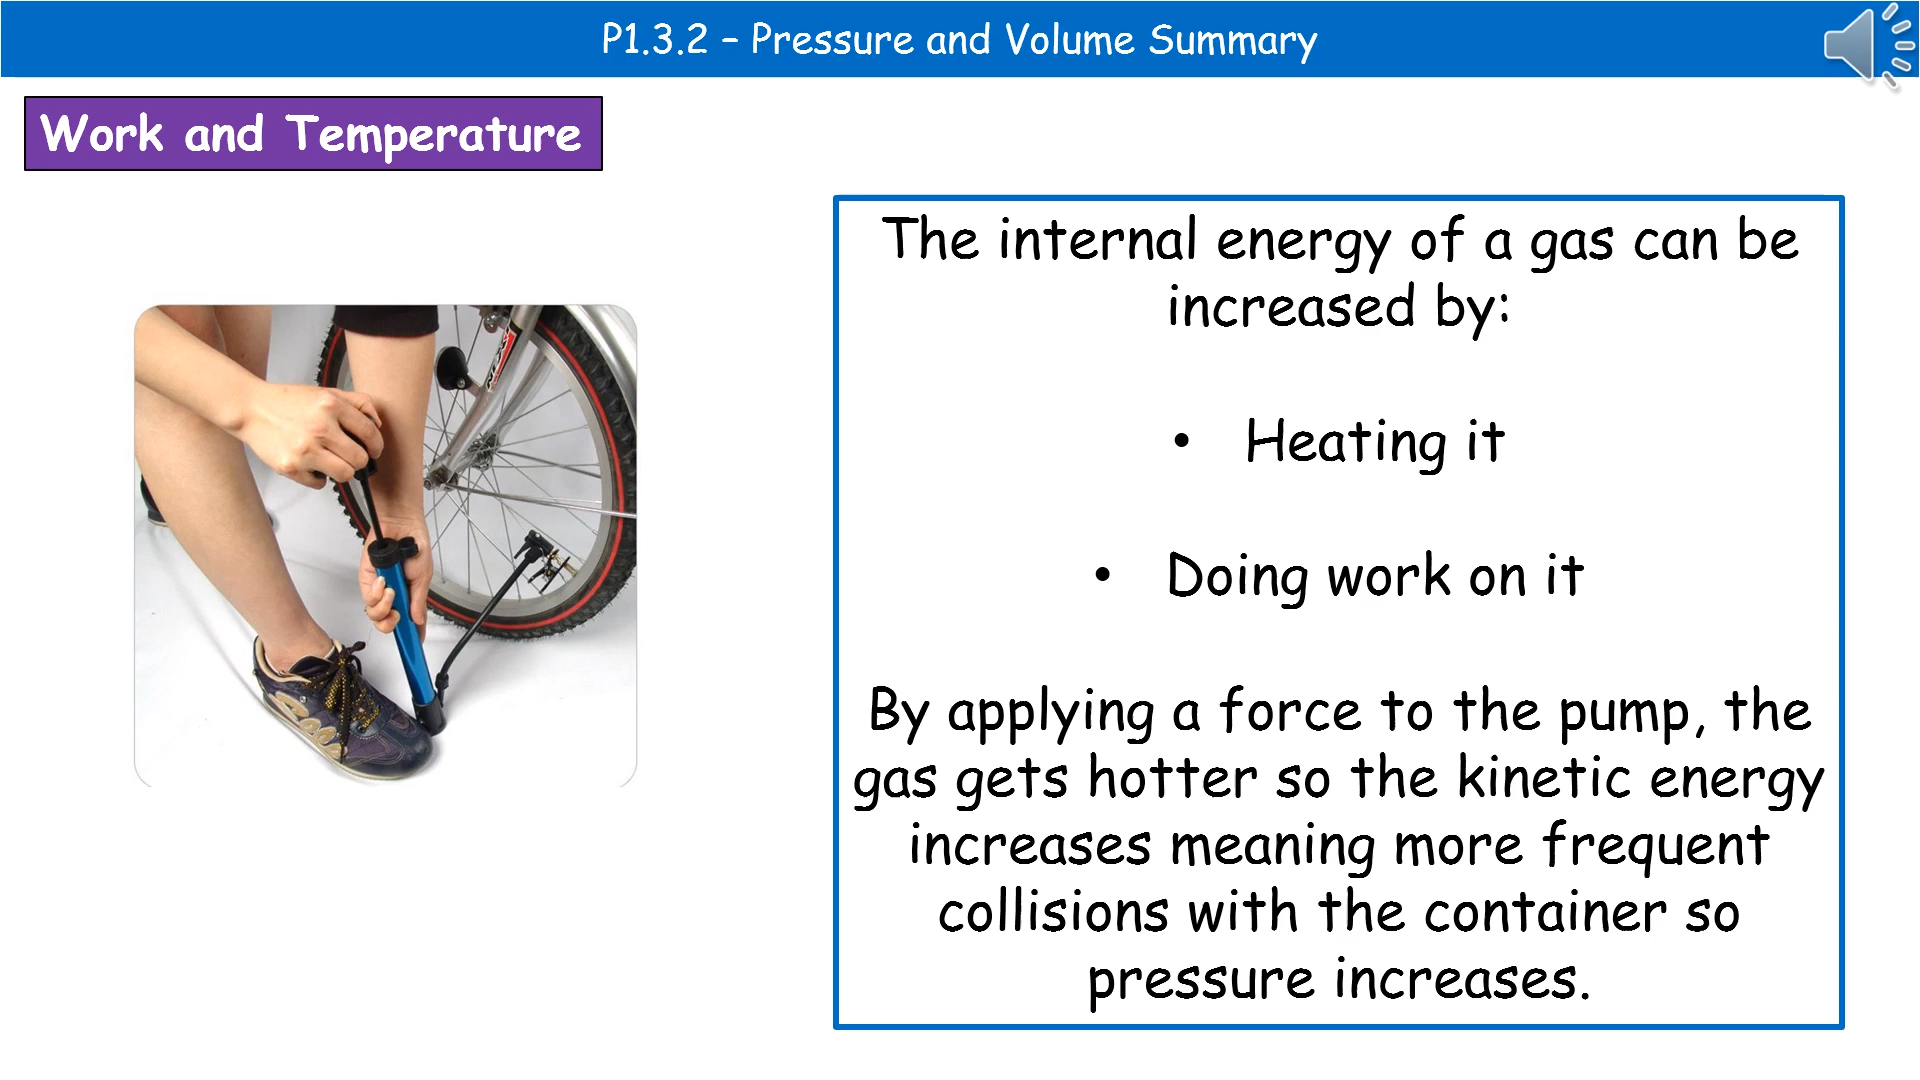 P1.3.2 – Pressure and Volume Summary
Work and Temperature
The internal energy of a gas can be
increased by:
• Heating it
• Doing work on it
By applying a force to the pump, the
gas gets hotter so the kinetic energy
increases meaning more frequent
collisions with the container so
pressure increases.